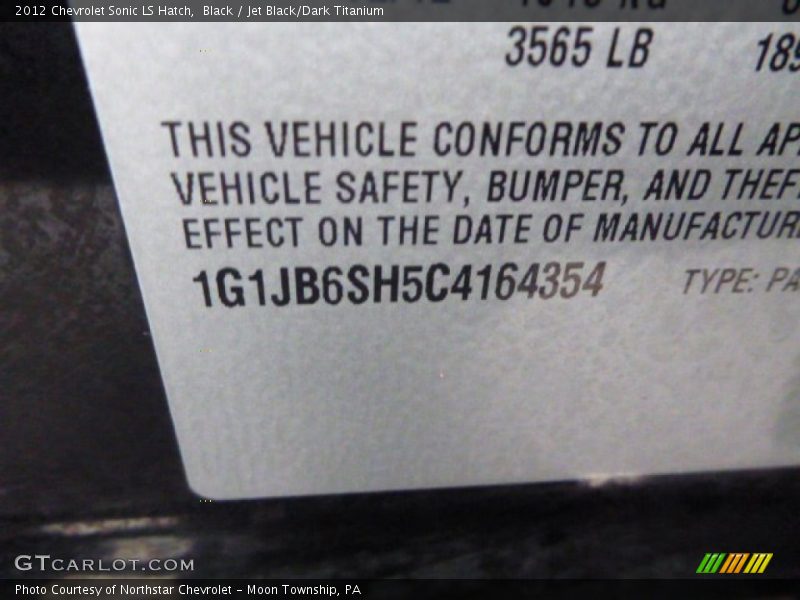 2012 Chevrolet Sonic LS Hatch, Black / Jet Black/Dark Titanium
3565 LB 189
THIS VEHICLE CONFORMS TO ALL AP
VEHICLE SAFETY, BUMPER, AND THEF
EFFECT ON THE DATE OF MANUFACTUR
1G1JB6SH5C4164354 TYPE: PA
GTCARLOT.COM
Photo Courtesy of Northstar Chevrolet - Moon Township, PA